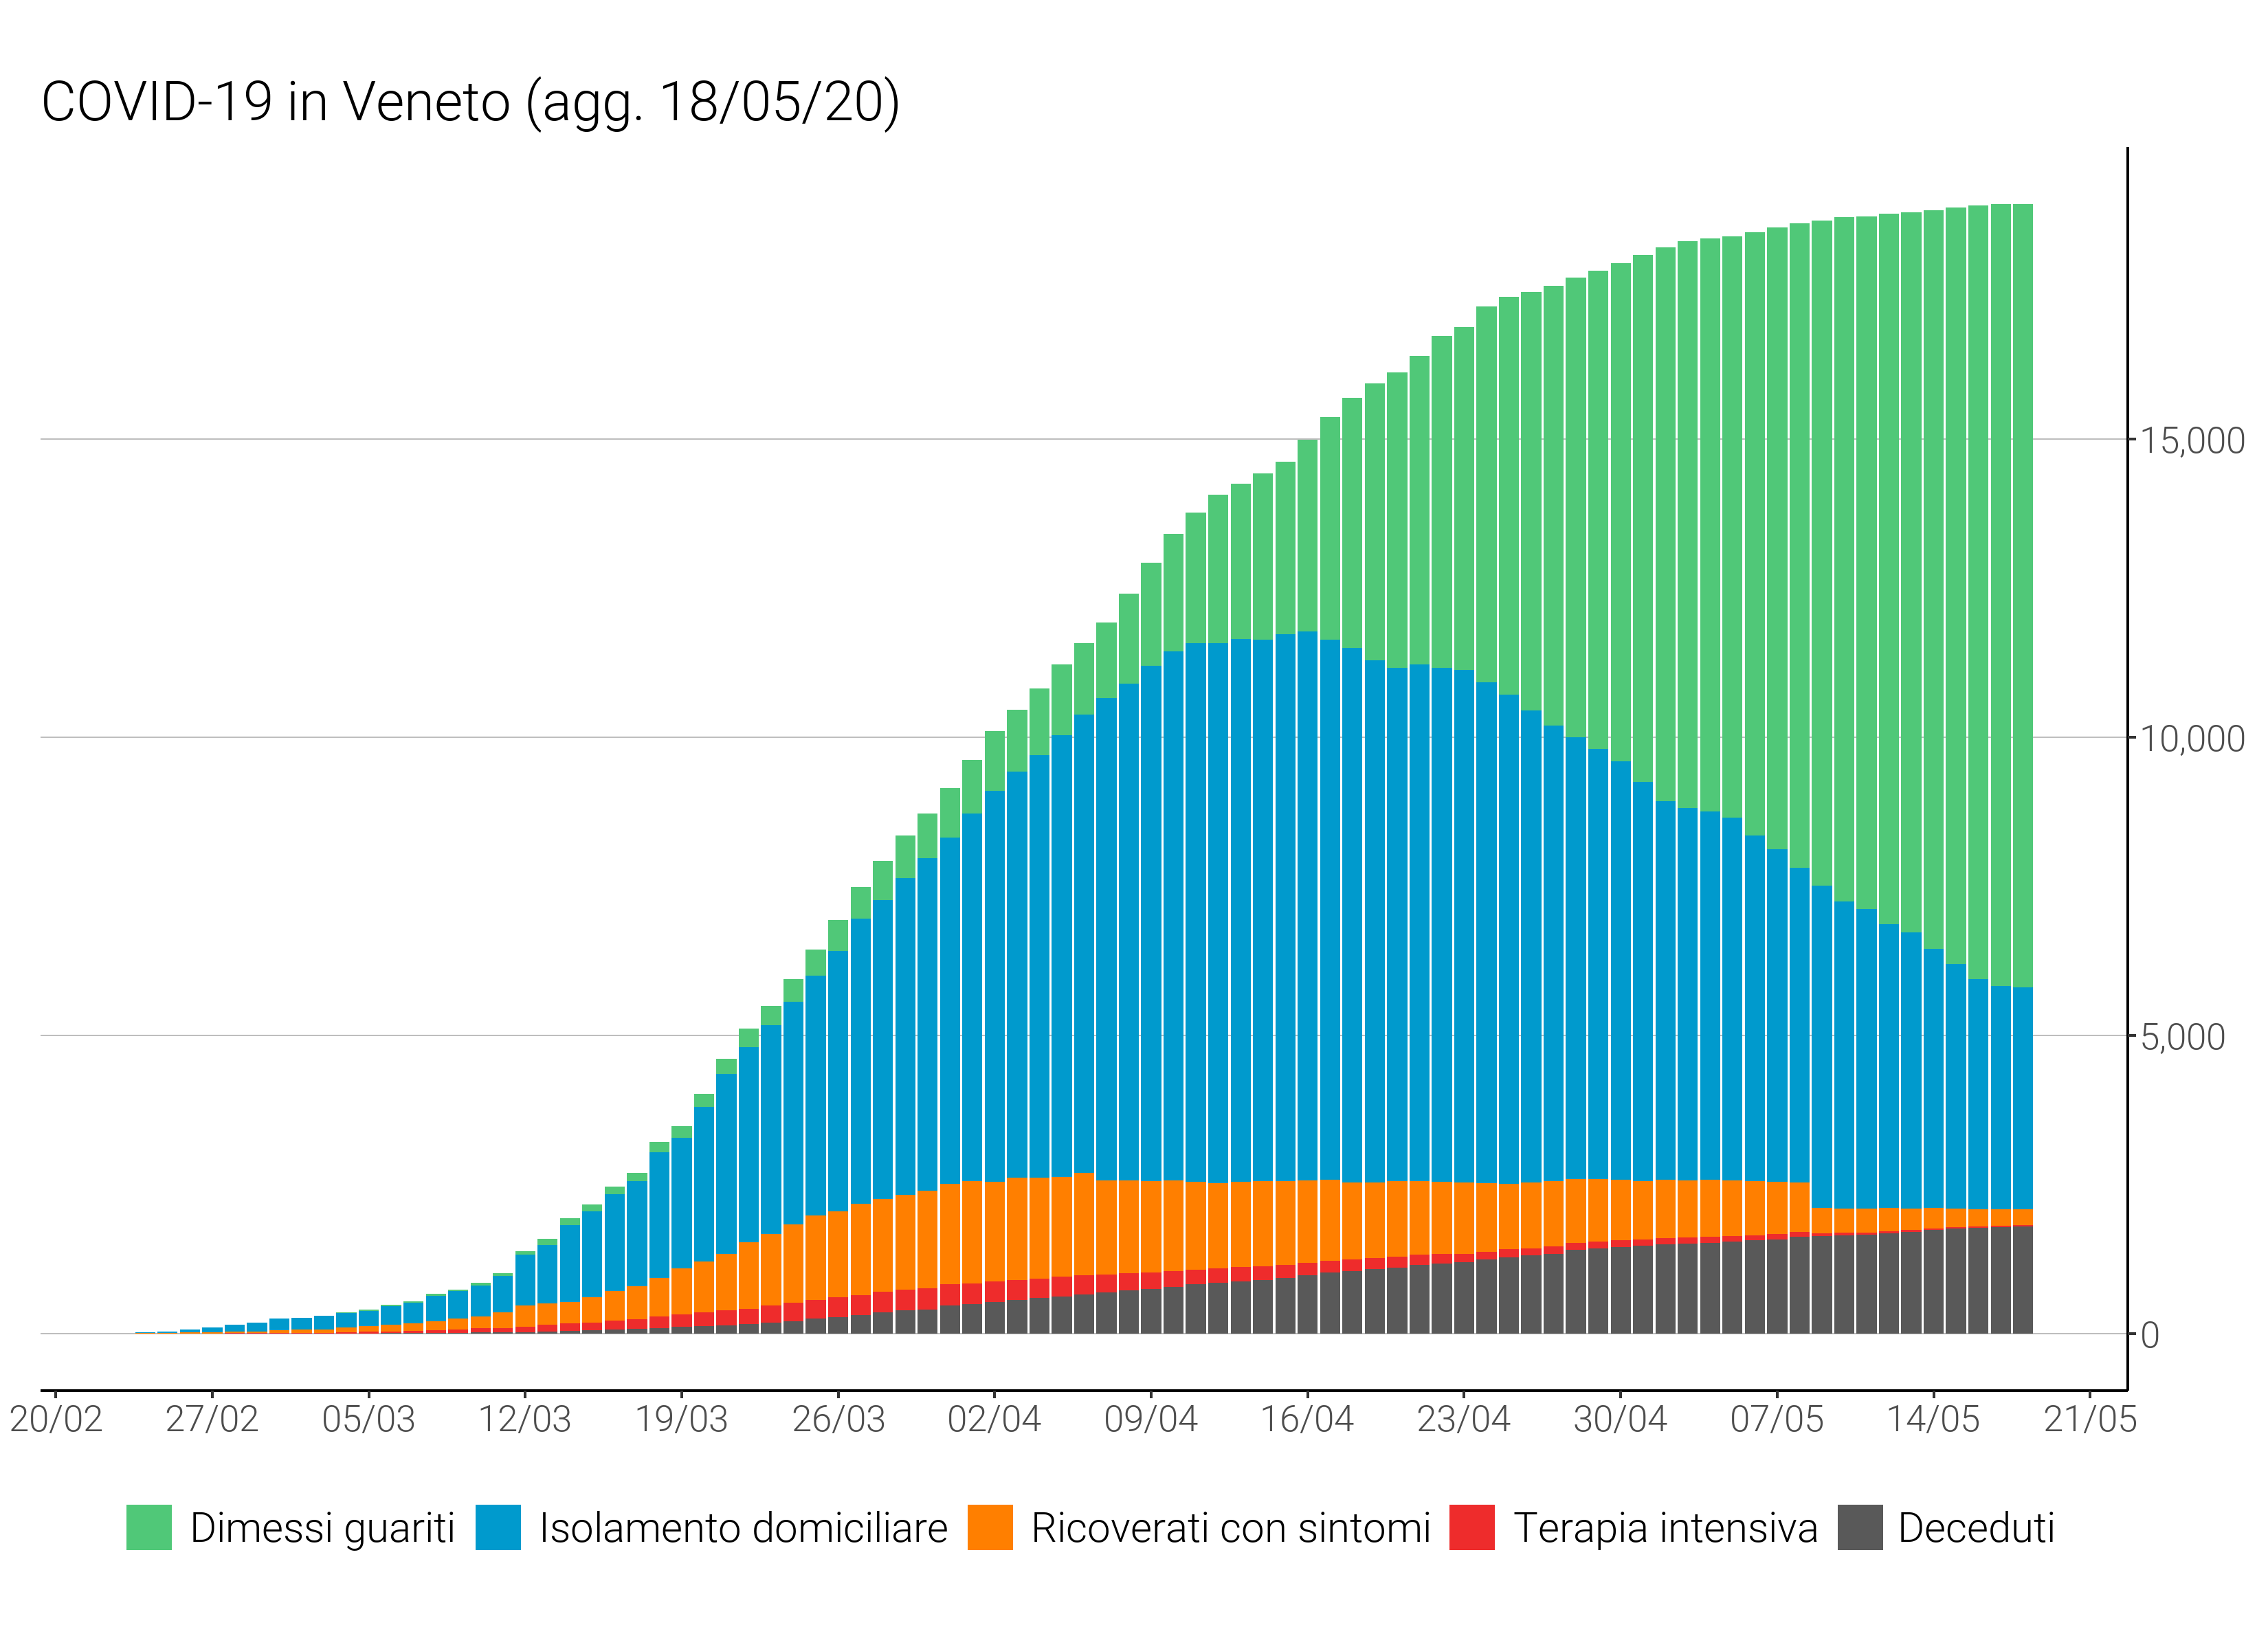 COVID-19 in Veneto (agg. 18/05/20)
15,000
10,000
5,000
0
20/02 27/02 05/03 12/03 19/03 26/03 02/04 09/04 16/04 23/04 30/04 07/05 14/05 21/05
Dimessi guariti Isolamento domiciliare Ricoverati con sintomi Terapia intensiva Deceduti